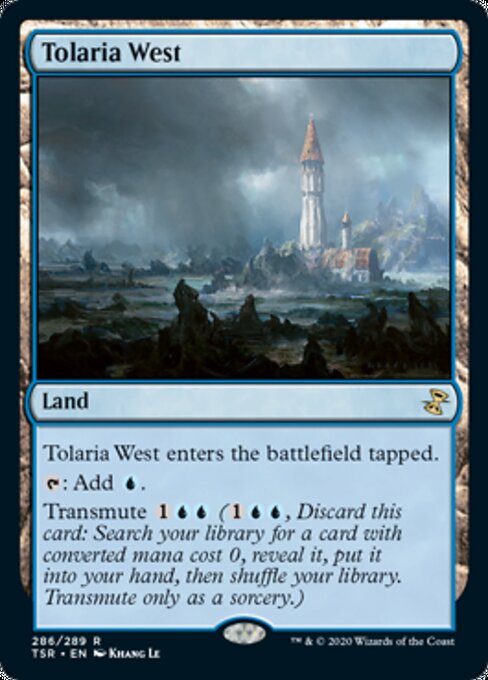 Tolaria West
Land
Tolaria West enters the battlefield tapped.
: Add .
Transmute 1 (1 , Discard this
card: Search your library for a card with
converted mana cost 0, reveal it, put it
into your hand, then shuffle your library.
Transmute only as a sorcery.)
286/289 R
TSR • EN Khang Le
™ & © 2020 Wizards of the Coast